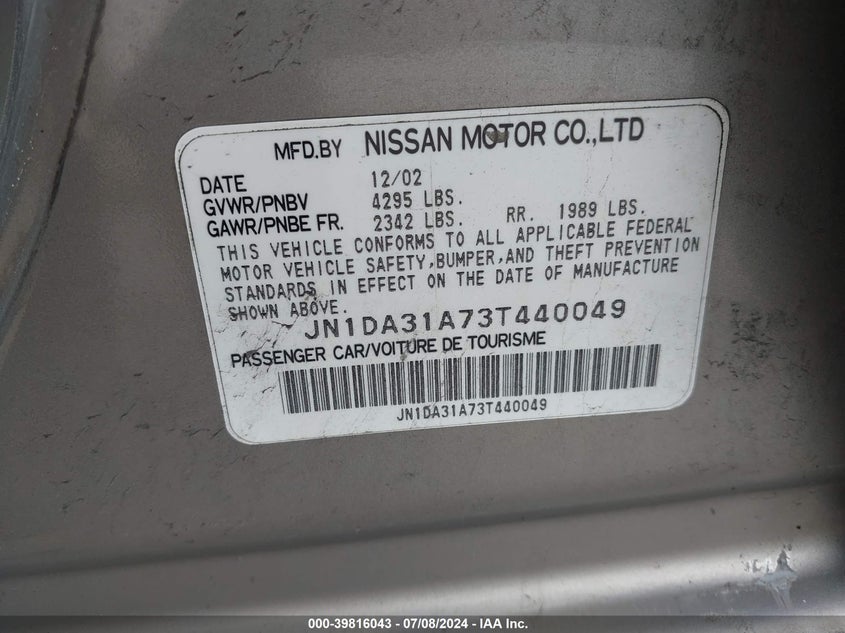 MFD.BY NISSAN MOTOR CO.,LTD
DATE 12/02
GVWR/PNBV 4295 LBS.
GAWR/PNBE FR. 2342 LBS. RR. 1989 LBS.
THIS VEHICLE CONFORMS TO ALL APPLICABLE FEDERAL
MOTOR VEHICLE SAFETY,BUMPER,AND THEFT PREVENTION
STANDARDS IN EFFECT ON THE DATE OF MANUFACTURE
SHOWN ABOVE.
JN1DA31A73T440049
PASSENGER CAR/VOITURE DE TOURISME
JN1DA31A73T440049
000-39816043 / 07/08/2024 - IAA Inc.